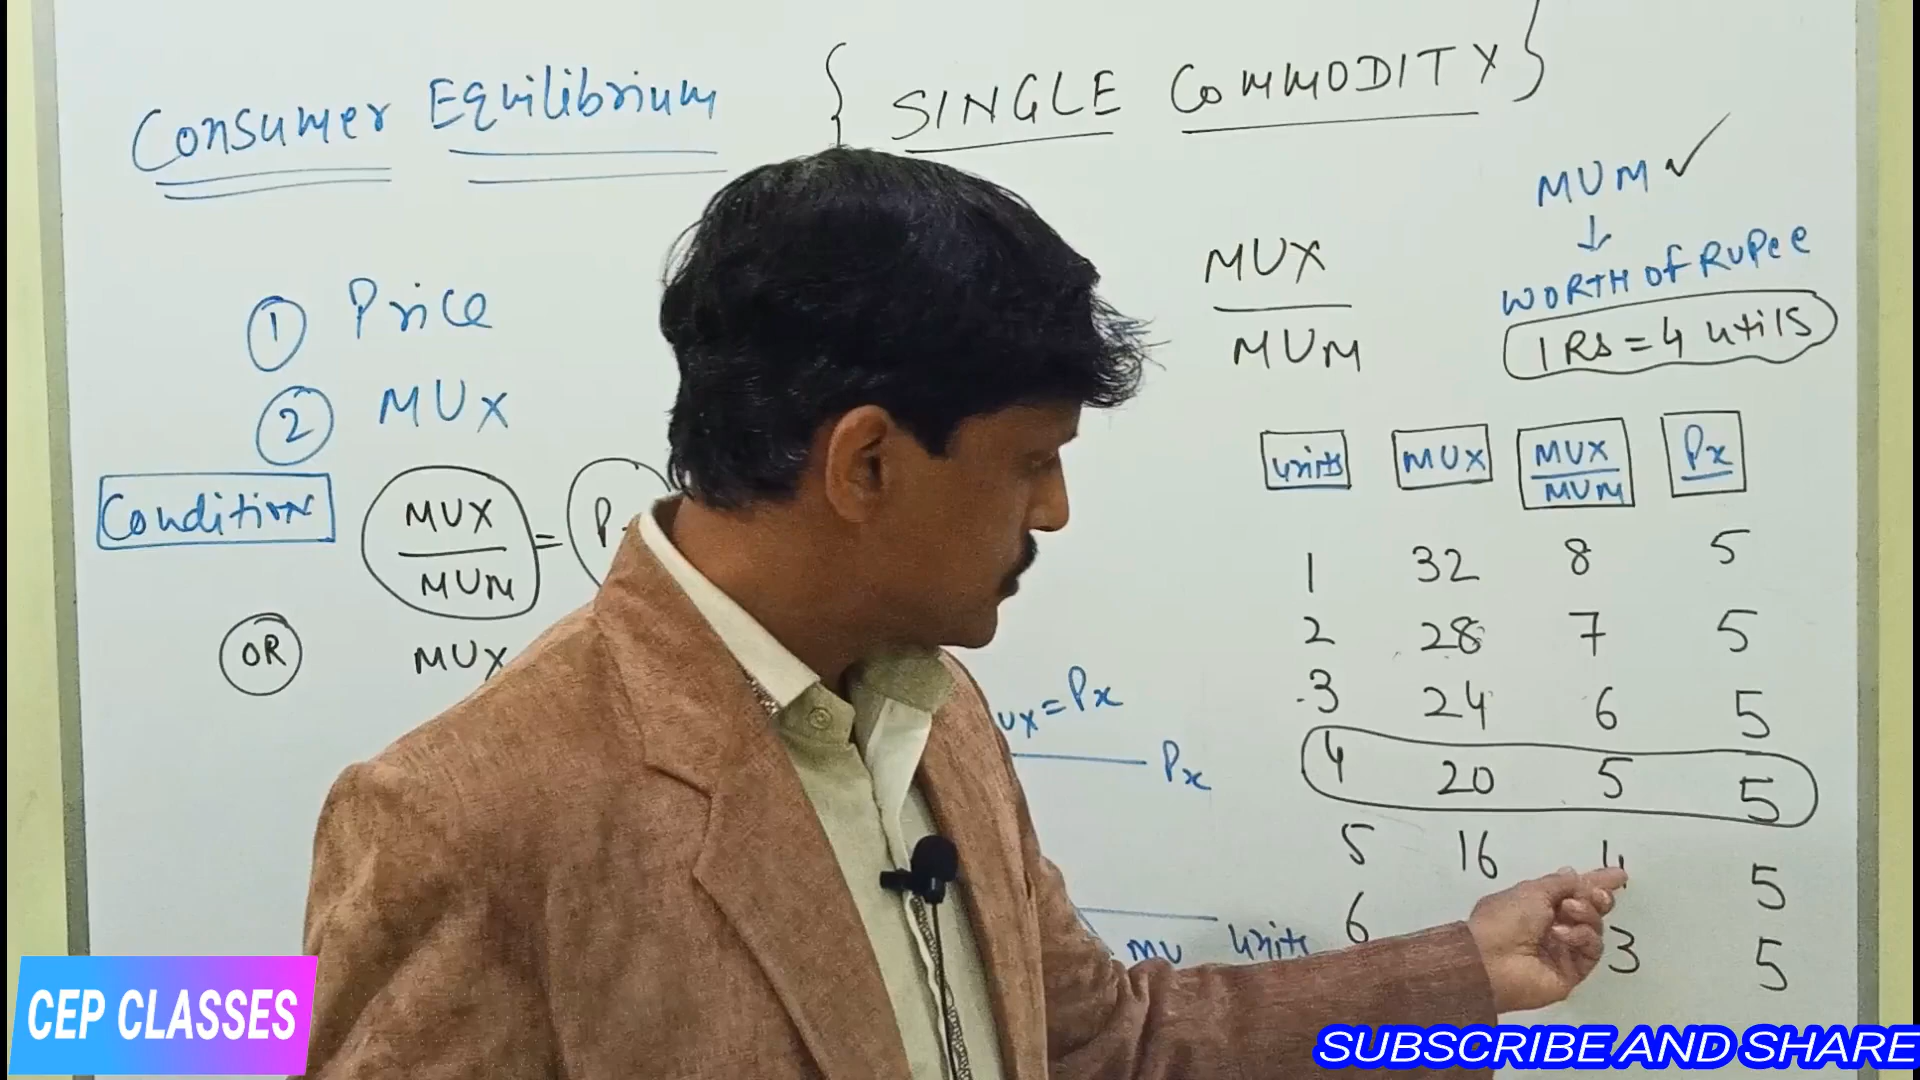 Consumer Equilibrium { SINGLE COMMODITY }
MUM ✓
↓
WORTH OF RUPee
1 RS = 4 utils
MUX
MUM
1 Price
2 MUX
Condition MUX = P
MUM
OR MUX
units MUX MUX Px
MUM
1 32 8 5
2 28 7 5
3 24 6 5
4 20 5 5
5 16 4 5
6 3 5
UX = Px
Px
MU units
CEP CLASSES
SUBSCRIBE AND SHARE